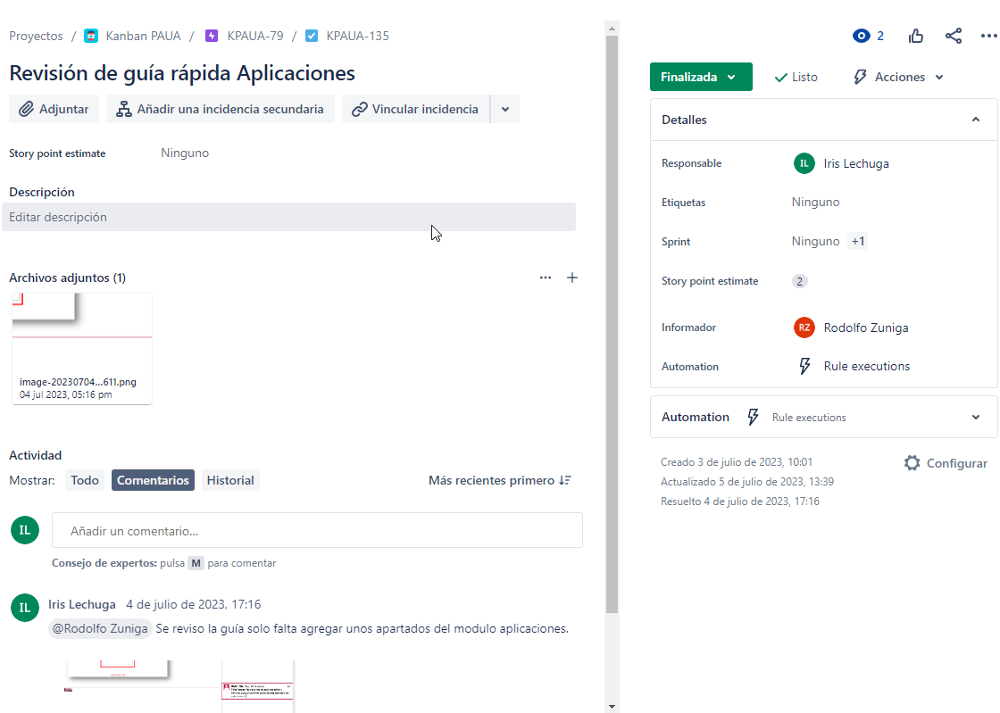 Proyectos / Kanban PAUA / KPAUA-79 / KPAUA-135
2
Revisión de guía rápida Aplicaciones
Adjuntar Añadir una incidencia secundaria Vincular incidencia
Story point estimate Ninguno
Descripción
Editar descripción
Archivos adjuntos (1)
image-20230704...611.png
04 jul 2023, 05:16 pm
Actividad
Mostrar: Todo Comentarios Historial Más recientes primero
IL Añadir un comentario...
Consejo de expertos: pulsa M para comentar
IL Iris Lechuga 4 de julio de 2023, 17:16
@Rodolfo Zuniga Se reviso la guía solo falta agregar unos apartados del modulo aplicaciones.
Finalizada Listo Acciones
Detalles
Responsable IL Iris Lechuga
Etiquetas Ninguno
Sprint Ninguno +1
Story point estimate 2
Informador RZ Rodolfo Zuniga
Automation Rule executions
Automation Rule executions
Creado 3 de julio de 2023, 10:01 Configurar
Actualizado 5 de julio de 2023, 13:39
Resuelto 4 de julio de 2023, 17:16